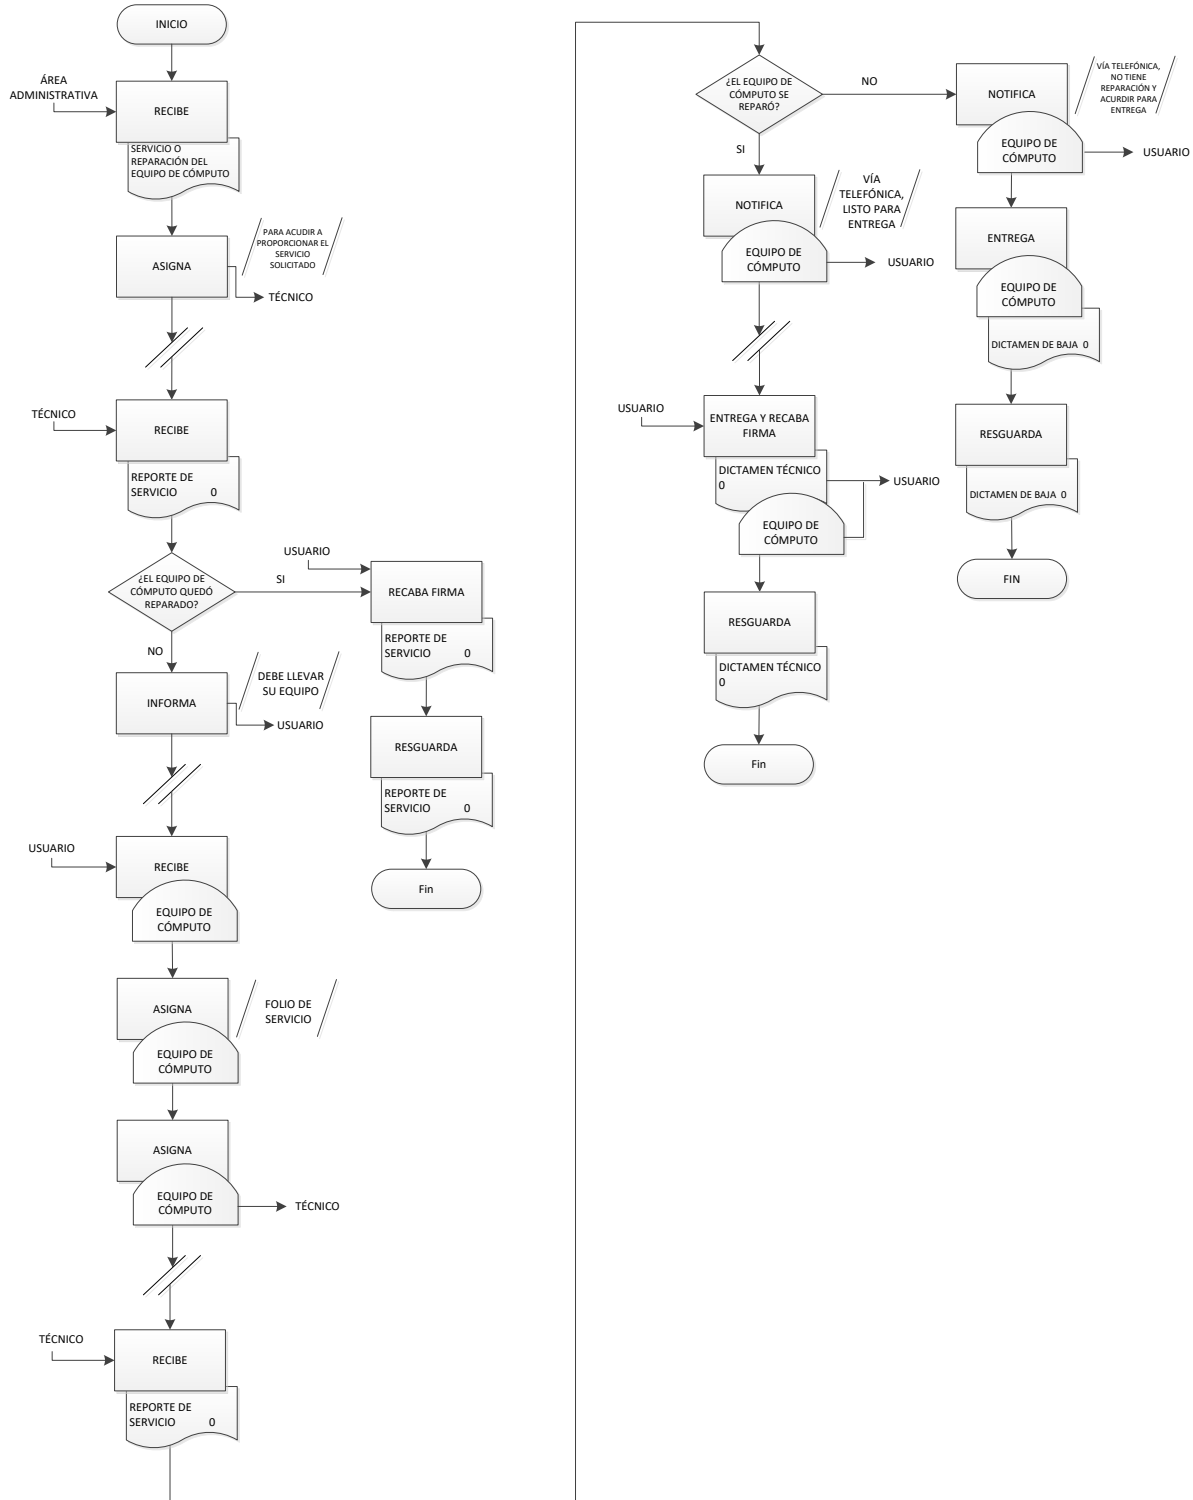 INICIO
ÁREA
ADMINISTRATIVA
RECIBE
SERVICIO O
REPARACIÓN DEL
EQUIPO DE CÓMPUTO
ASIGNA
PARA ACUDIR A
PROPORCIONAR EL
SERVICIO
SOLICITADO
TÉCNICO
TÉCNICO
RECIBE
REPORTE DE
SERVICIO 0
¿EL EQUIPO DE
CÓMPUTO QUEDÓ
REPARADO?
SI
NO
USUARIO
RECABA FIRMA
REPORTE DE
SERVICIO 0
RESGUARDA
REPORTE DE
SERVICIO 0
Fin
INFORMA
DEBE LLEVAR
SU EQUIPO
USUARIO
USUARIO
RECIBE
EQUIPO DE
CÓMPUTO
ASIGNA
FOLIO DE
SERVICIO
EQUIPO DE
CÓMPUTO
ASIGNA
EQUIPO DE
CÓMPUTO
TÉCNICO
TÉCNICO
RECIBE
REPORTE DE
SERVICIO 0
¿EL EQUIPO DE
CÓMPUTO SE
REPARÓ?
NO
SI
NOTIFICA
VÍA
TELEFÓNICA,
LISTO PARA
ENTREGA
EQUIPO DE
CÓMPUTO
USUARIO
USUARIO
ENTREGA Y RECABA
FIRMA
DICTAMEN TÉCNICO
0
USUARIO
EQUIPO DE
CÓMPUTO
RESGUARDA
DICTAMEN TÉCNICO
0
Fin
NOTIFICA
VÍA TELEFÓNICA,
NO TIENE
REPARACIÓN Y
ACURDIR PARA
ENTREGA
EQUIPO DE
CÓMPUTO
USUARIO
ENTREGA
EQUIPO DE
CÓMPUTO
DICTAMEN DE BAJA 0
RESGUARDA
DICTAMEN DE BAJA 0
FIN